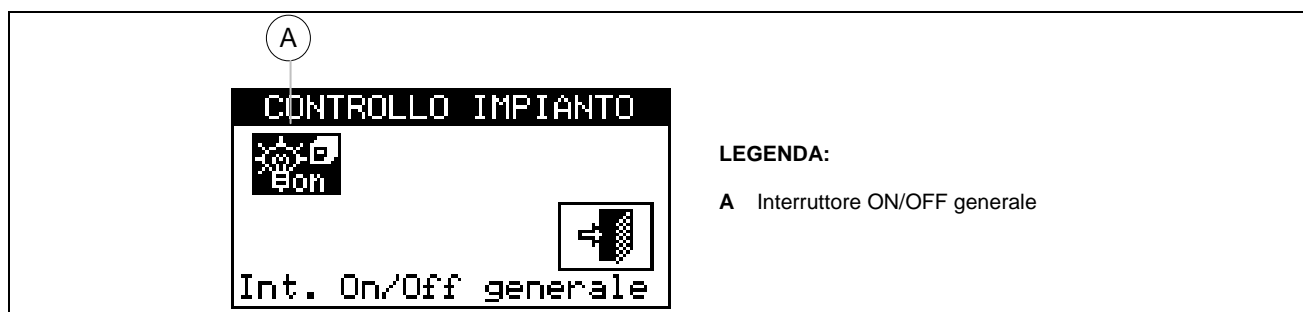 A
CONTROLLO IMPIANTO
on
Int. On/Off generale
LEGENDA:
A Interruttore ON/OFF generale